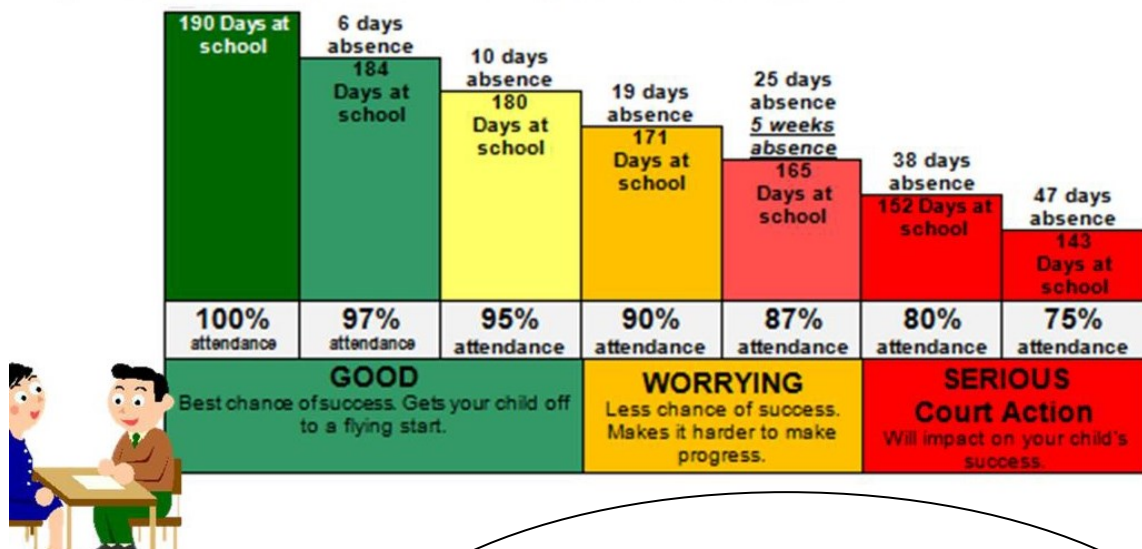 190 Days at
school
6 days
absence
184
Days at
school
10 days
absence
180
Days at
school
19 days
absence
171
Days at
school
25 days
absence
5 weeks
absence
165
Days at
school
38 days
absence
152 Days at
school
47 days
absence
143
Days at
school
100%
attendance
97%
attendance
95%
attendance
90%
attendance
87%
attendance
80%
attendance
75%
attendance
GOOD
Best chance of success. Gets your child off
to a flying start.
WORRYING
Less chance of success.
Makes it harder to make
progress.
SERIOUS
Court Action
Will impact on your child's
success.